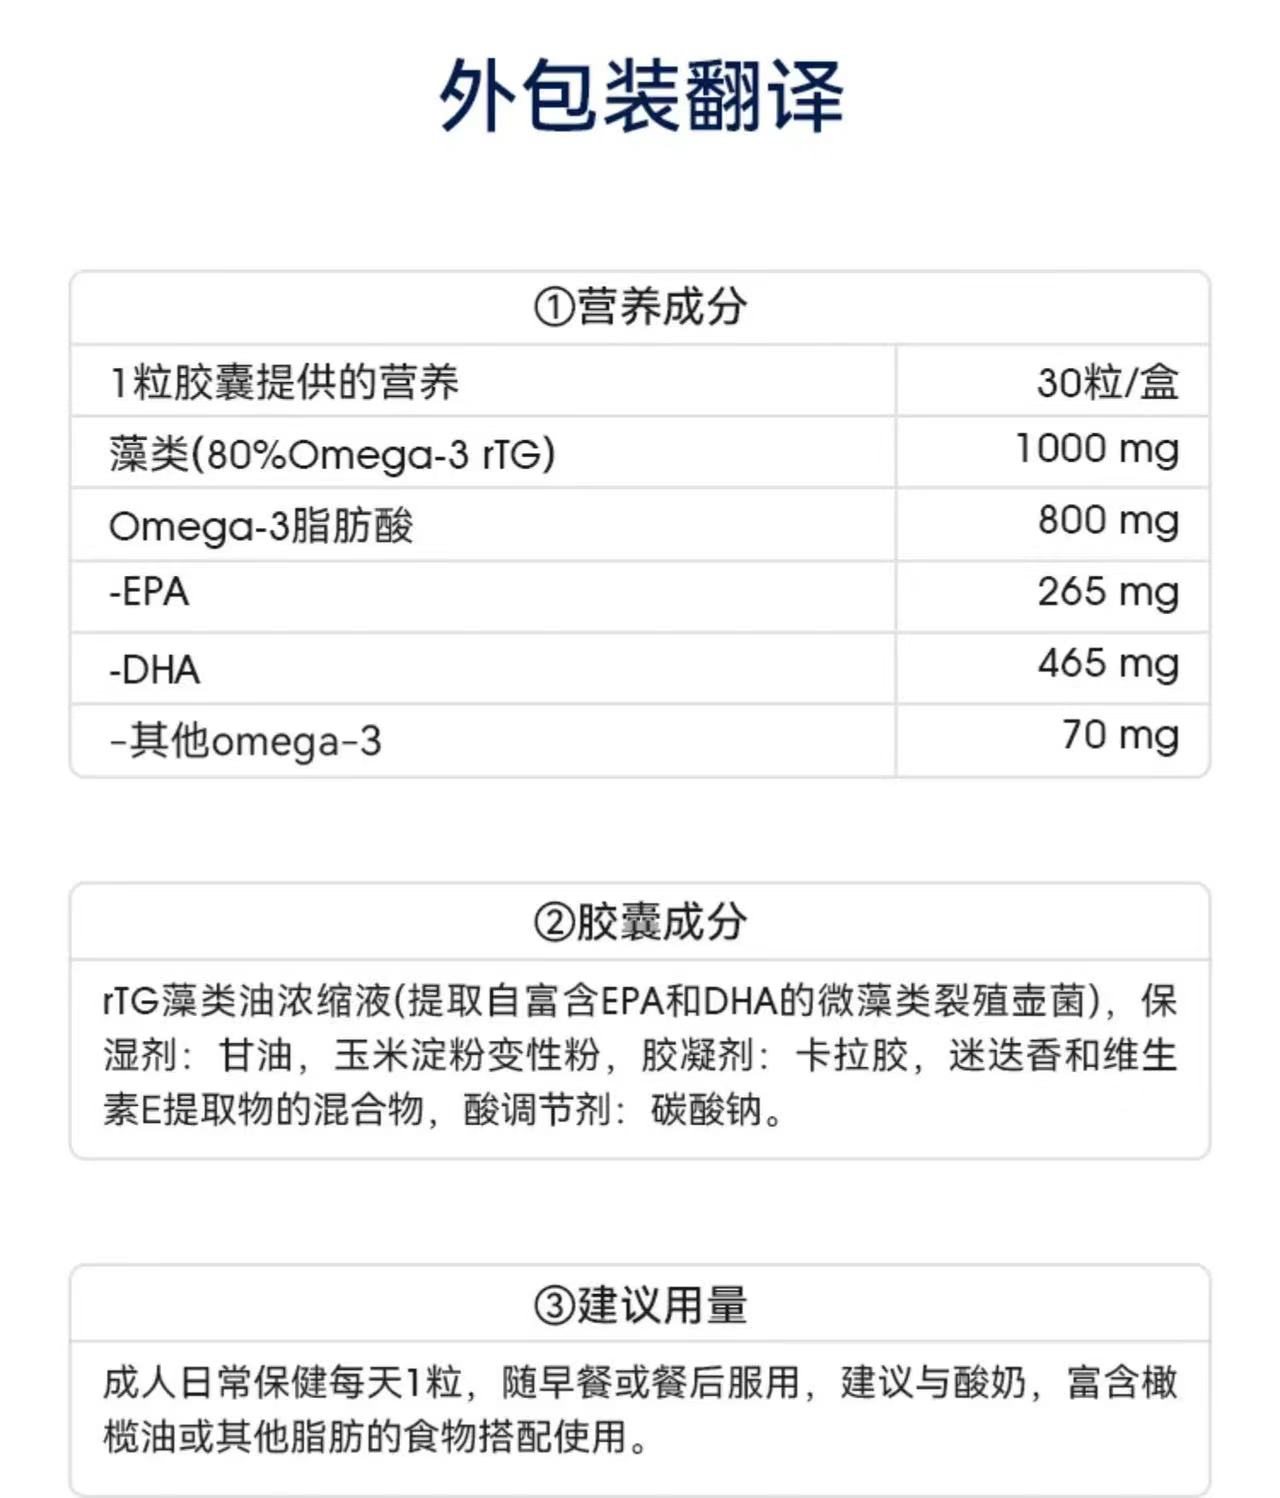 外包装翻译
①营养成分
1粒胶囊提供的营养 30粒/盒
藻类(80%Omega-3 rTG) 1000 mg
Omega-3脂肪酸 800 mg
-EPA 265 mg
-DHA 465 mg
-其他omega-3 70 mg
②胶囊成分
rTG藻类油浓缩液(提取自富含EPA和DHA的微藻类裂殖壶菌)，保
湿剂：甘油，玉米淀粉变性粉，胶凝剂：卡拉胶，迷迭香和维生
素E提取物的混合物，酸调节剂：碳酸钠。
③建议用量
成人日常保健每天1粒，随早餐或餐后服用，建议与酸奶，富含橄
榄油或其他脂肪的食物搭配使用。